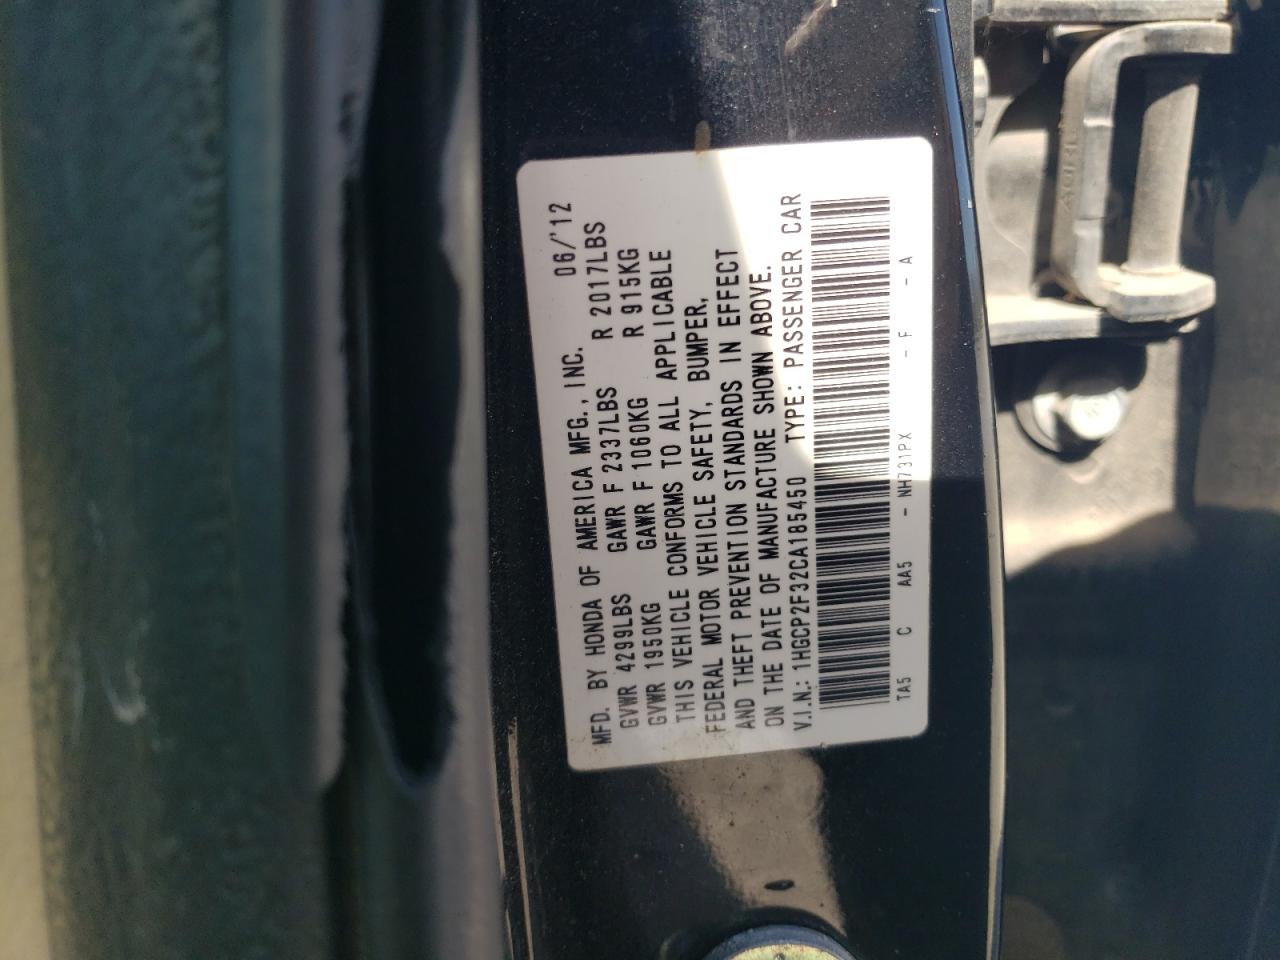 MFD. BY HONDA OF AMERICA MFG., INC. 06/'12
GVWR 4299LBS GAWR F 2337LBS R 2017LBS
GVWR 1950KG GAWR F 1060KG R 915KG
THIS VEHICLE CONFORMS TO ALL APPLICABLE
FEDERAL MOTOR VEHICLE SAFETY, BUMPER,
AND THEFT PREVENTION STANDARDS IN EFFECT
ON THE DATE OF MANUFACTURE SHOWN ABOVE.
V.I.N.: 1HGCP2F32CA185450 TYPE: PASSENGER CAR
TA5 C AA5 - NH731PX - F - A